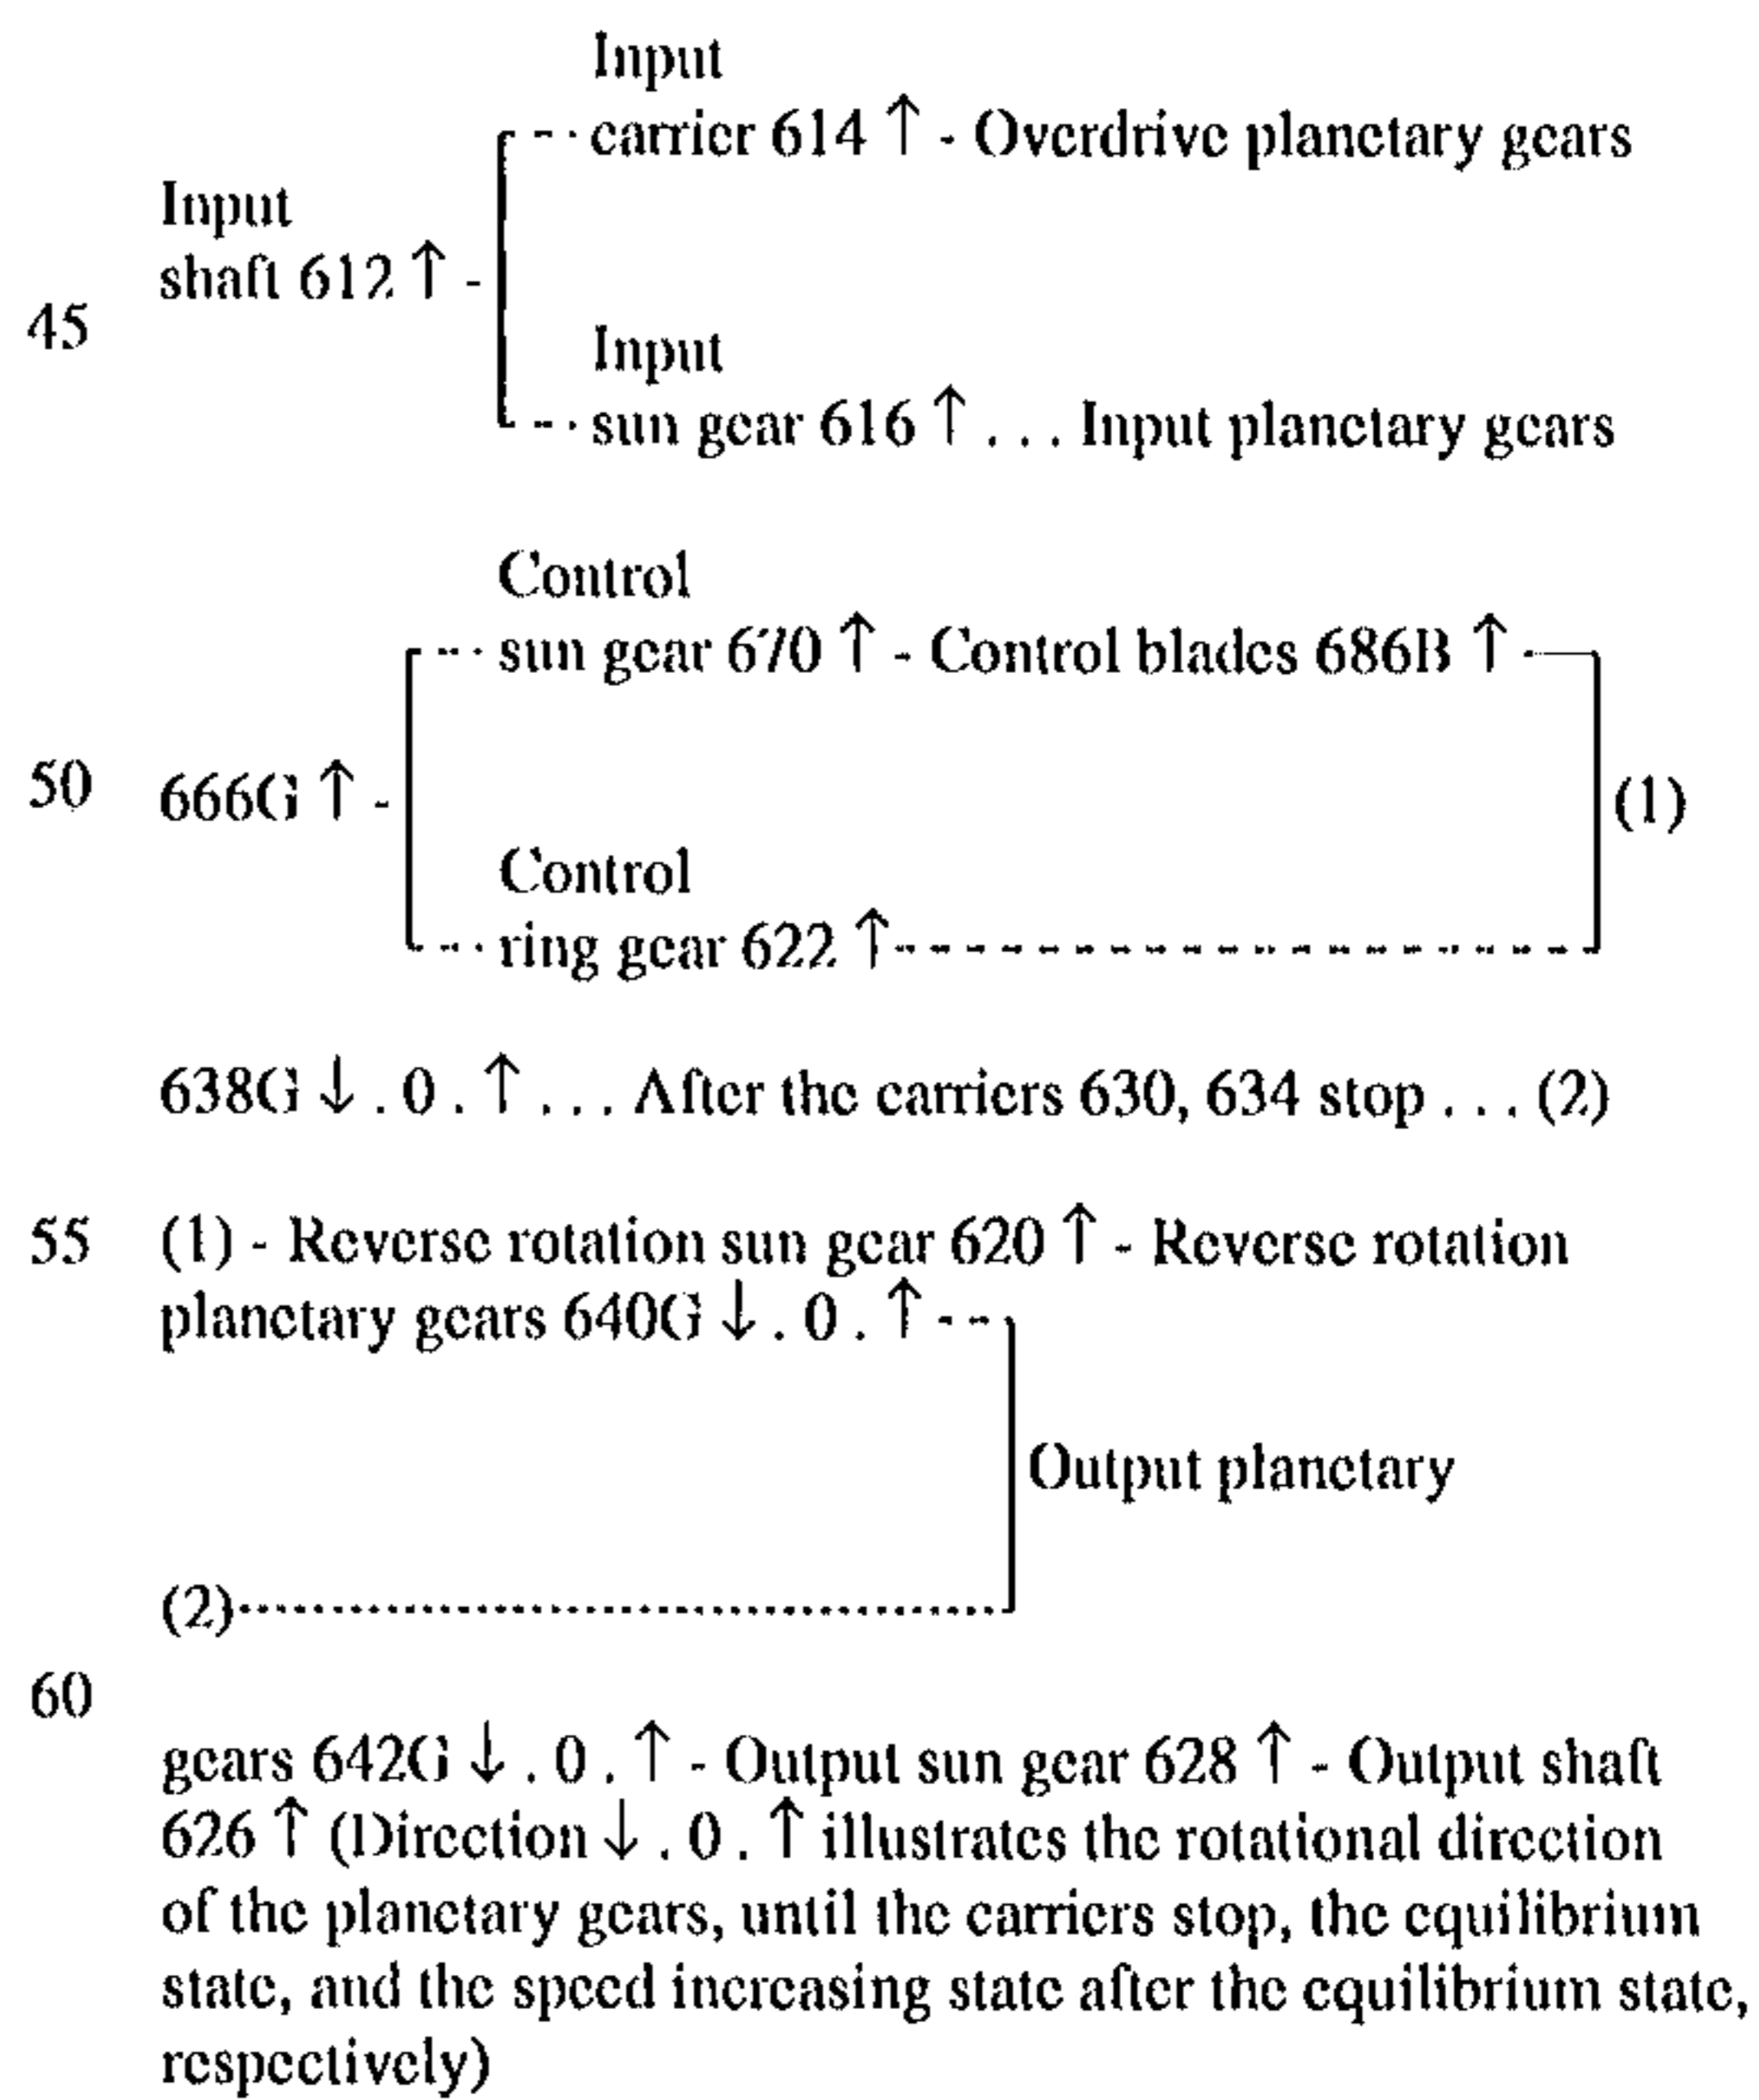 Input
carrier 614 ↑ - Overdrive planetary gears
Input
shaft 612 ↑ -
45
Input
sun gear 616 ↑ . . . Input planetary gears
Control
sun gear 670 ↑ - Control blades 686B ↑
50 666G ↑ - (1)
Control
ring gear 622 ↑
638G ↓ . 0 . ↑ . . . After the carriers 630, 634 stop . . . (2)
55 (1) - Reverse rotation sun gear 620 ↑ - Reverse rotation
planetary gears 640G ↓ . 0 . ↑
Output planetary
(2)
60
gears 642G ↓ . 0 . ↑ - Output sun gear 628 ↑ - Output shaft
626 ↑ (Direction ↓ . 0 . ↑ illustrates the rotational direction
of the planetary gears, until the carriers stop, the equilibrium
state, and the speed increasing state after the equilibrium state,
respectively)